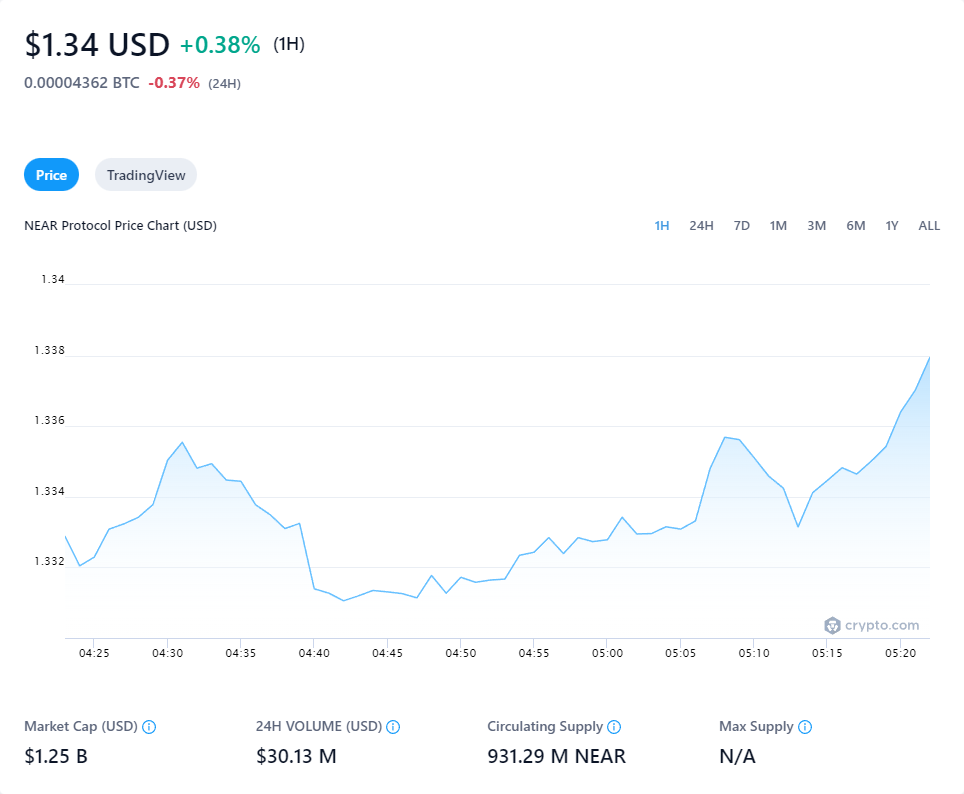 $1.34 USD +0.38% (1H)
0.00004362 BTC -0.37% (24H)
Price TradingView
NEAR Protocol Price Chart (USD) 1H 24H 7D 1M 3M 6M 1Y ALL
1.34
1.338
1.336
1.334
1.332
crypto.com
04:25 04:30 04:35 04:40 04:45 04:50 04:55 05:00 05:05 05:10 05:15 05:20
Market Cap (USD) 24H VOLUME (USD) Circulating Supply Max Supply
$1.25 B $30.13 M 931.29 M NEAR N/A